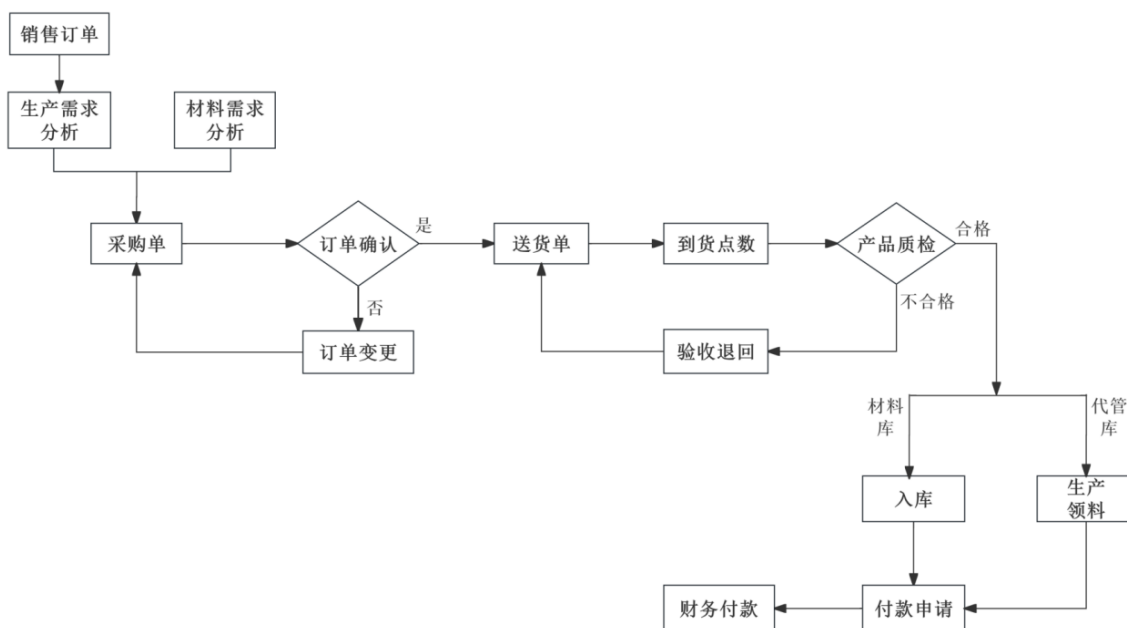 销售订单
生产需求
分析
材料需求
分析
采购单
订单确认
是
送货单
到货点数
产品质检
合格
否
不合格
订单变更
验收退回
材料
库
代管
库
入库
生产
领料
财务付款
付款申请